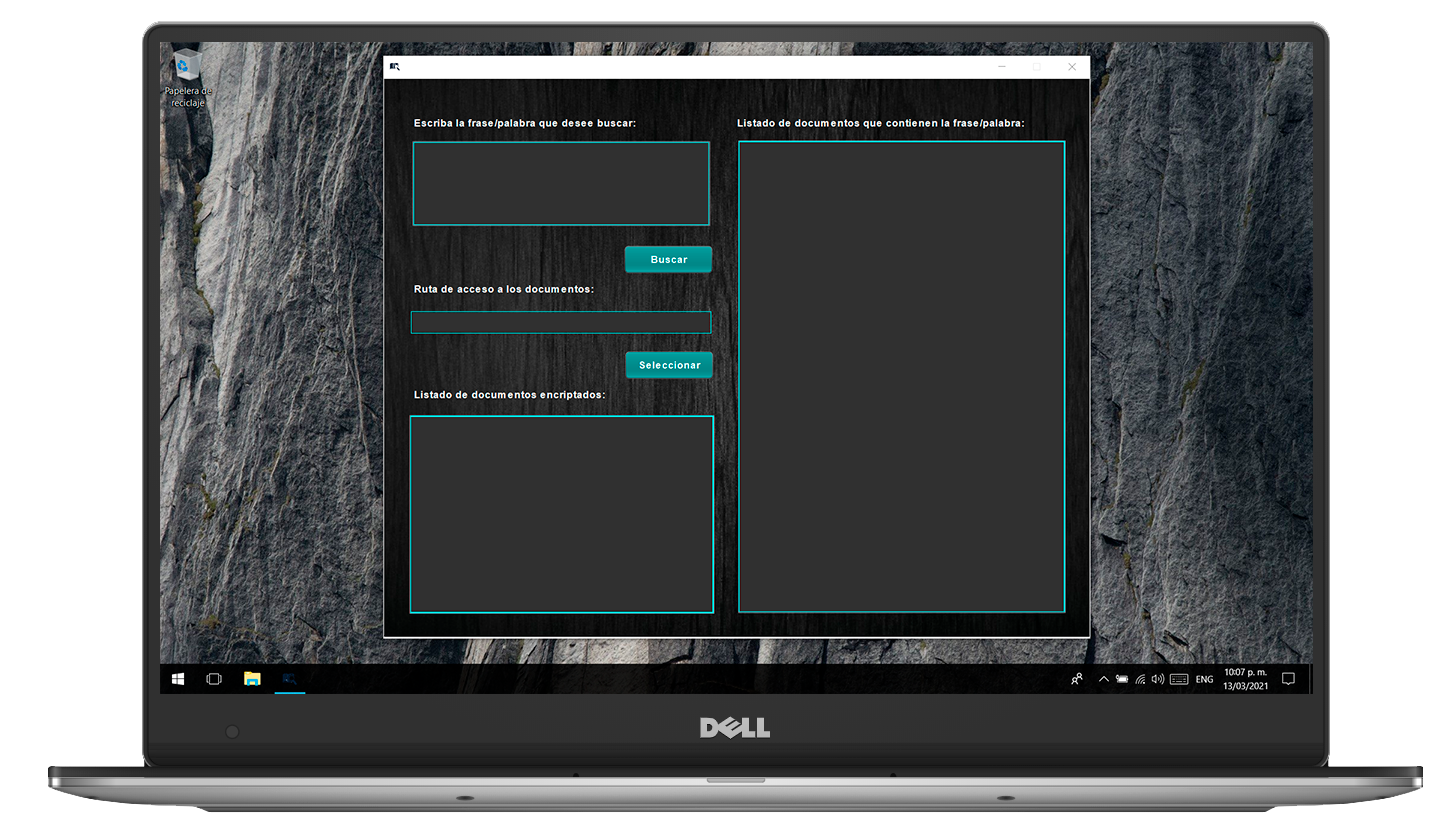 Papelera de
reciclaje
Escriba la frase/palabra que desee buscar:
Listado de documentos que contienen la frase/palabra:
Buscar
Ruta de acceso a los documentos:
Seleccionar
Listado de documentos encriptados:
ENG
10:07 p. m.
13/03/2021
DELL